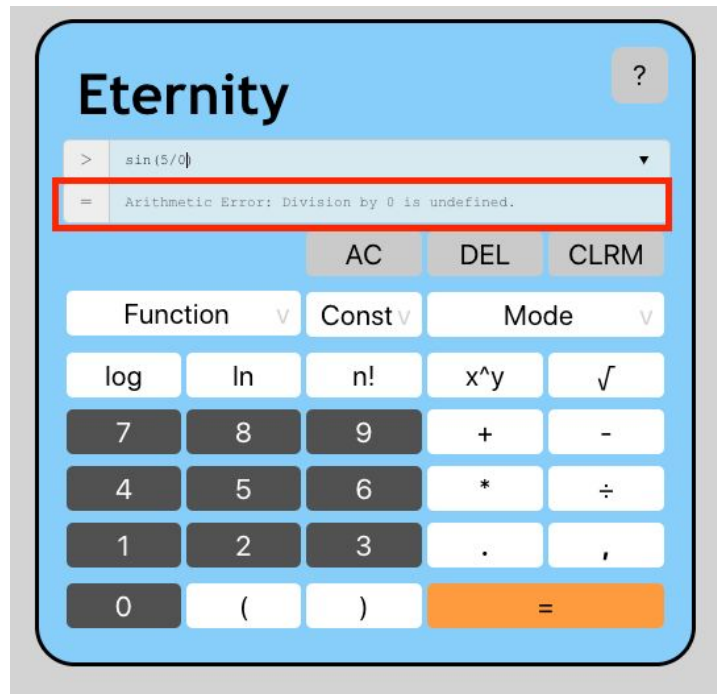 Eternity
?
> sin(5/0) ▼
= Arithmetic Error: Division by 0 is undefined.
AC DEL CLRM
Function v Const v Mode v
log ln n! x^y √
7 8 9 + -
4 5 6 * ÷
1 2 3 . ,
0 ( ) =